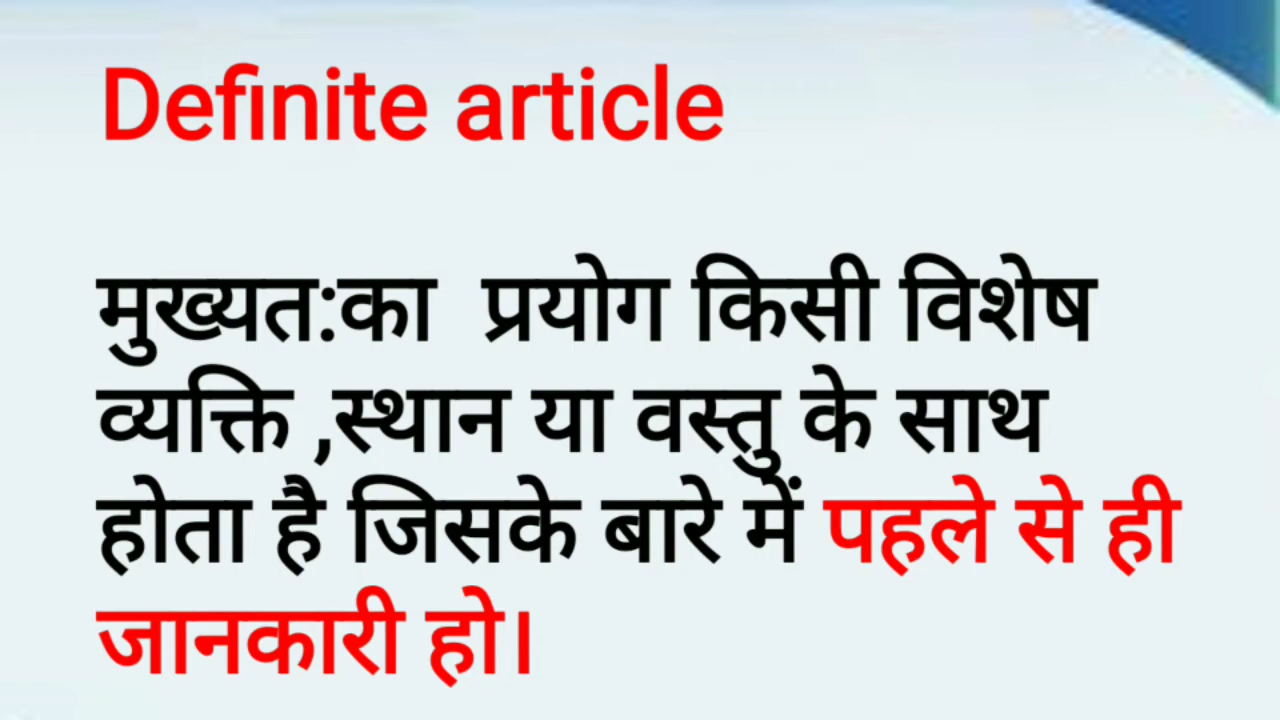 Definite article
मुख्यत:का प्रयोग किसी विशेष
व्यक्ति ,स्थान या वस्तु के साथ
होता है जिसके बारे में पहले से ही
जानकारी हो।